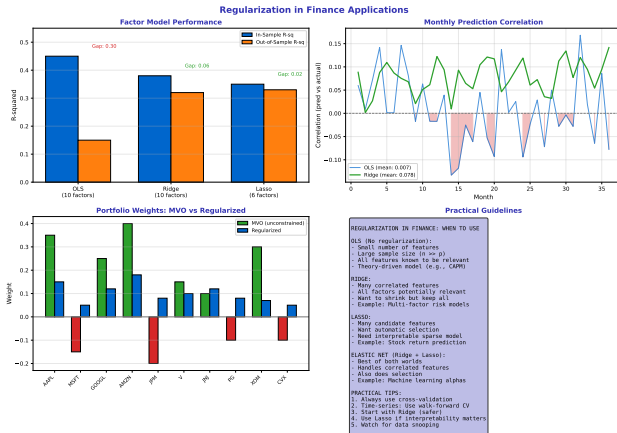 Regularization in Finance Applications
Factor Model Performance
In-Sample R-sq
Out-of-Sample R-sq
Gap: 0.30
Gap: 0.06
Gap: 0.02
R-squared
0.5
0.4
0.3
0.2
0.1
0.0
OLS
(10 factors)
Ridge
(10 factors)
Lasso
(6 factors)
Monthly Prediction Correlation
Correlation (pred vs actual)
0.15
0.10
0.05
0.00
−0.05
−0.10
OLS (mean: 0.007)
Ridge (mean: 0.078)
0 5 10 15 20 25 30 35
Month
Portfolio Weights: MVO vs Regularized
MVO (unconstrained)
Regularized
Weight
0.4
0.3
0.2
0.1
0.0
−0.1
−0.2
AAPL MSFT GOOGL AMZN JPM V JNJ PG XOM CVX
Practical Guidelines
REGULARIZATION IN FINANCE: WHEN TO USE
OLS (No regularization):
- Small number of features
- Large sample size (n >> p)
- All features known to be relevant
- Theory-driven model (e.g., CAPM)
RIDGE:
- Many correlated features
- All factors potentially relevant
- Want to shrink but keep all
- Example: Multi-factor risk models
LASSO:
- Many candidate features
- Want automatic selection
- Need interpretable sparse model
- Example: Stock return prediction
ELASTIC NET (Ridge + Lasso):
- Best of both worlds
- Handles correlated features
- Also does selection
- Example: Machine learning alphas
PRACTICAL TIPS:
1. Always use cross-validation
2. Time-series: Use walk-forward CV
3. Start with Ridge (safer)
4. Use Lasso if interpretability matters
5. Watch for data snooping